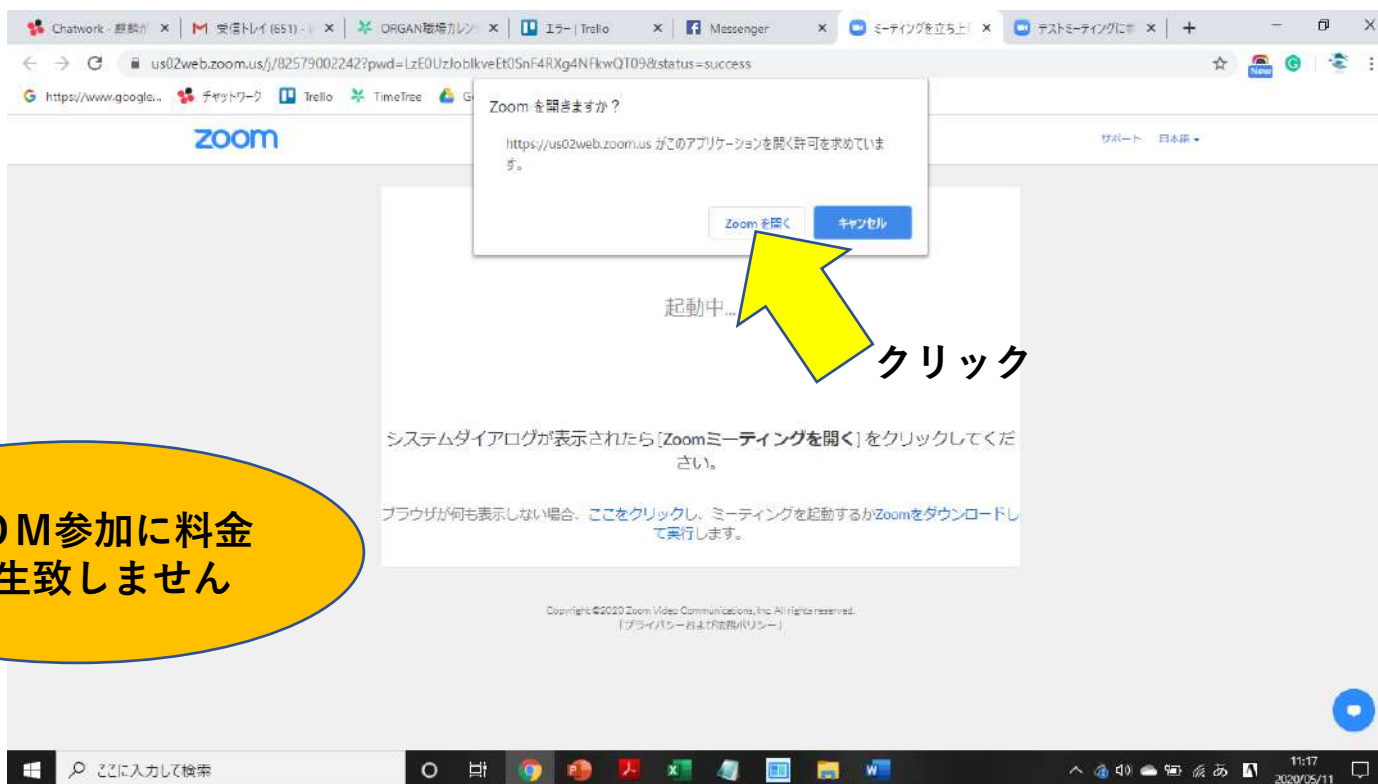 Chatwork - 麒麟が
受信トレイ (651) -
ORGAN職場カレン
エラー | Trello
Messenger
ミーティングを立ち上
テストミーティングに
us02web.zoom.us/j/82579002242?pwd=LzE0UzJoblkveEt0SnF4RXg4NFkwQT09&status=success
New
https://www.google...
チャットワーク
Trello
TimeTree
G
Zoom を開きますか？
https://us02web.zoom.us がこのアプリケーションを開く許可を求めていま
す。
Zoom を開く
キャンセル
zoom
サポート
日本語
起動中...
クリック
システムダイアログが表示されたら[Zoomミーティングを開く]をクリックしてくだ
さい。
ブラウザが何も表示しない場合、ここをクリックし、ミーティングを起動するかZoomをダウンロードし
て実行します。
OM参加に料金
生致しません
Copyright ©2020 Zoom Video Communications, Inc. All rights reserved.
「プライバシーおよび法務ポリシー」
ここに入力して検索
あ
11:17
2020/05/11